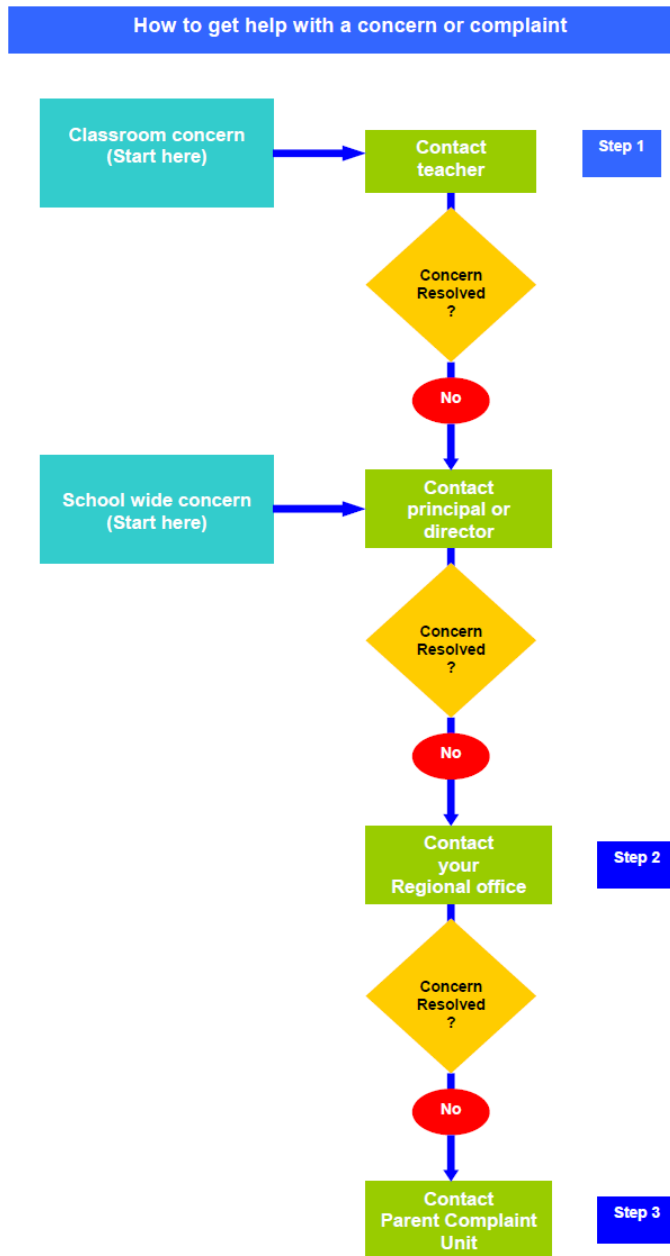 How to get help with a concern or complaint
Classroom concern
(Start here)
Contact
teacher
Step 1
Concern
Resolved
?
No
School wide concern
(Start here)
Contact
principal or
director
Concern
Resolved
?
No
Contact
your
Regional office
Step 2
Concern
Resolved
?
No
Contact
Parent Complaint
Unit
Step 3